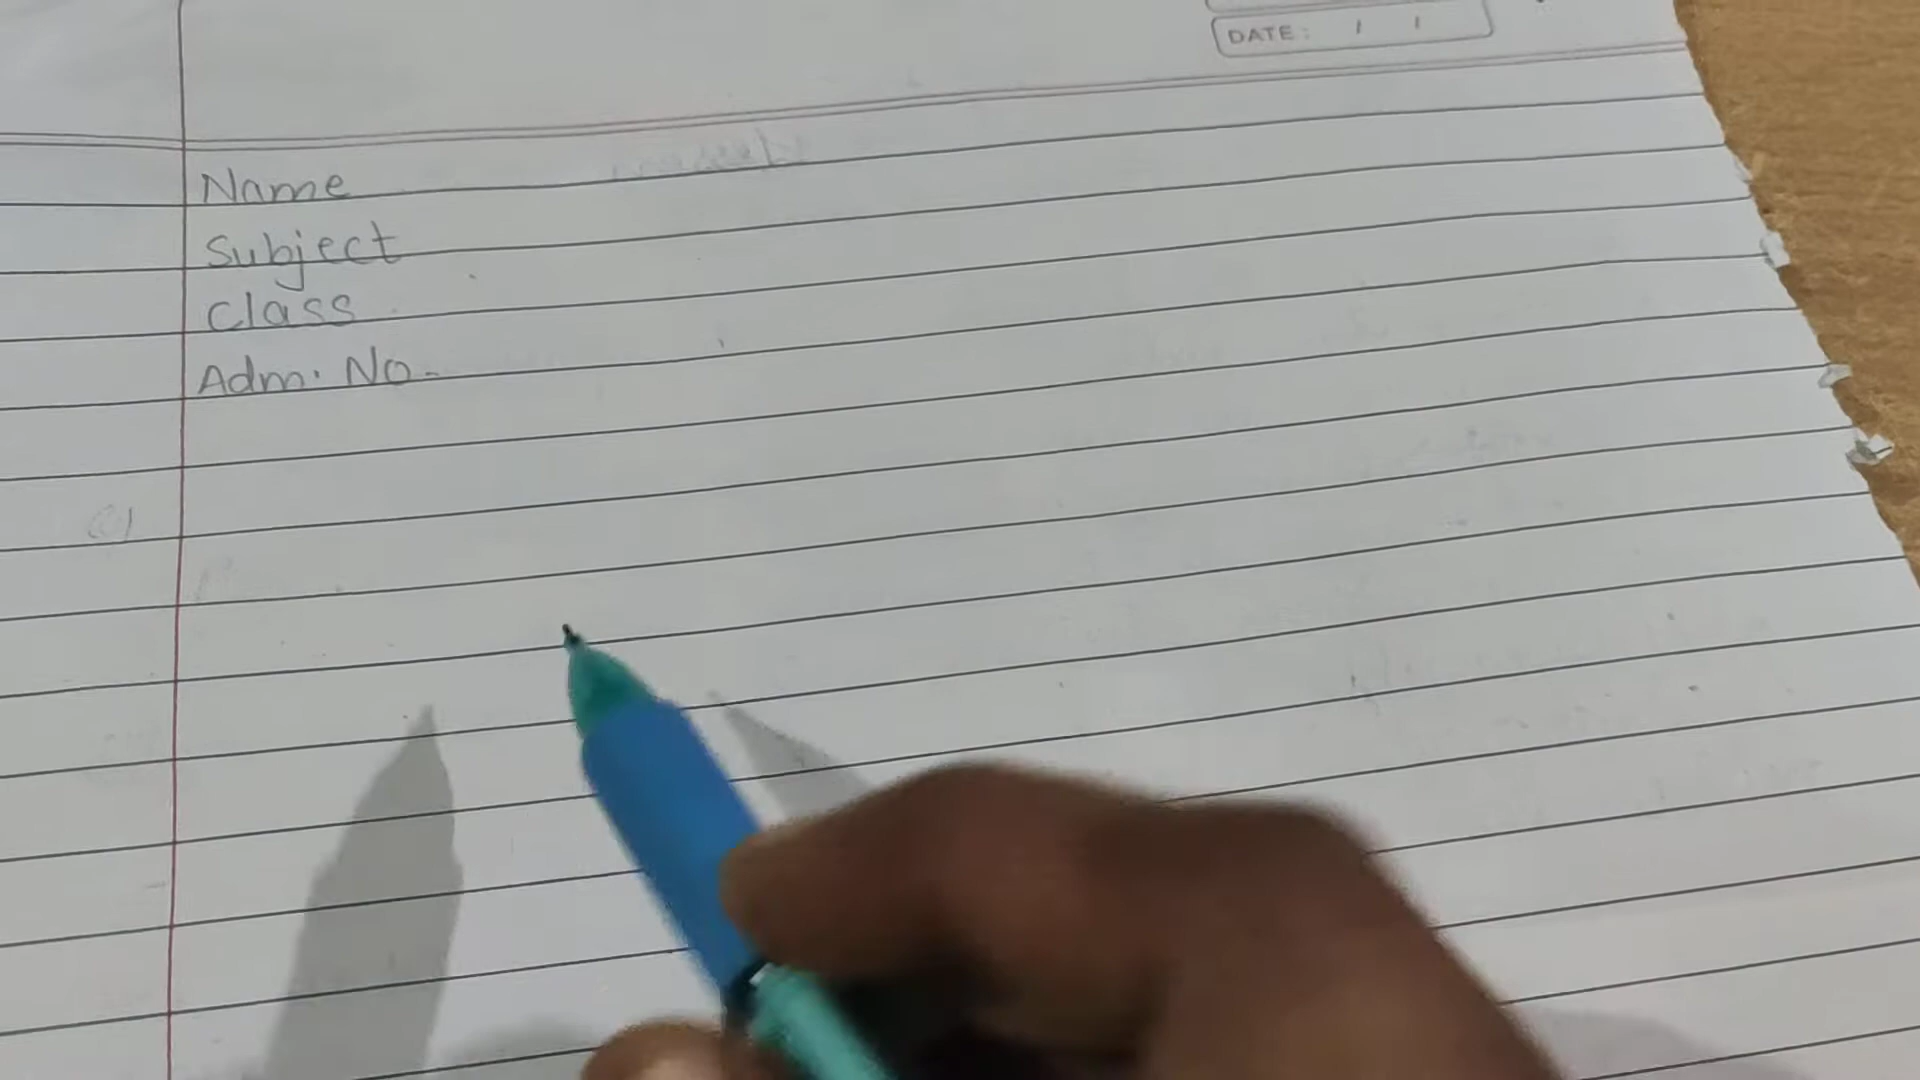 DATE: / /
Name
Subject
Class
Adm. No.